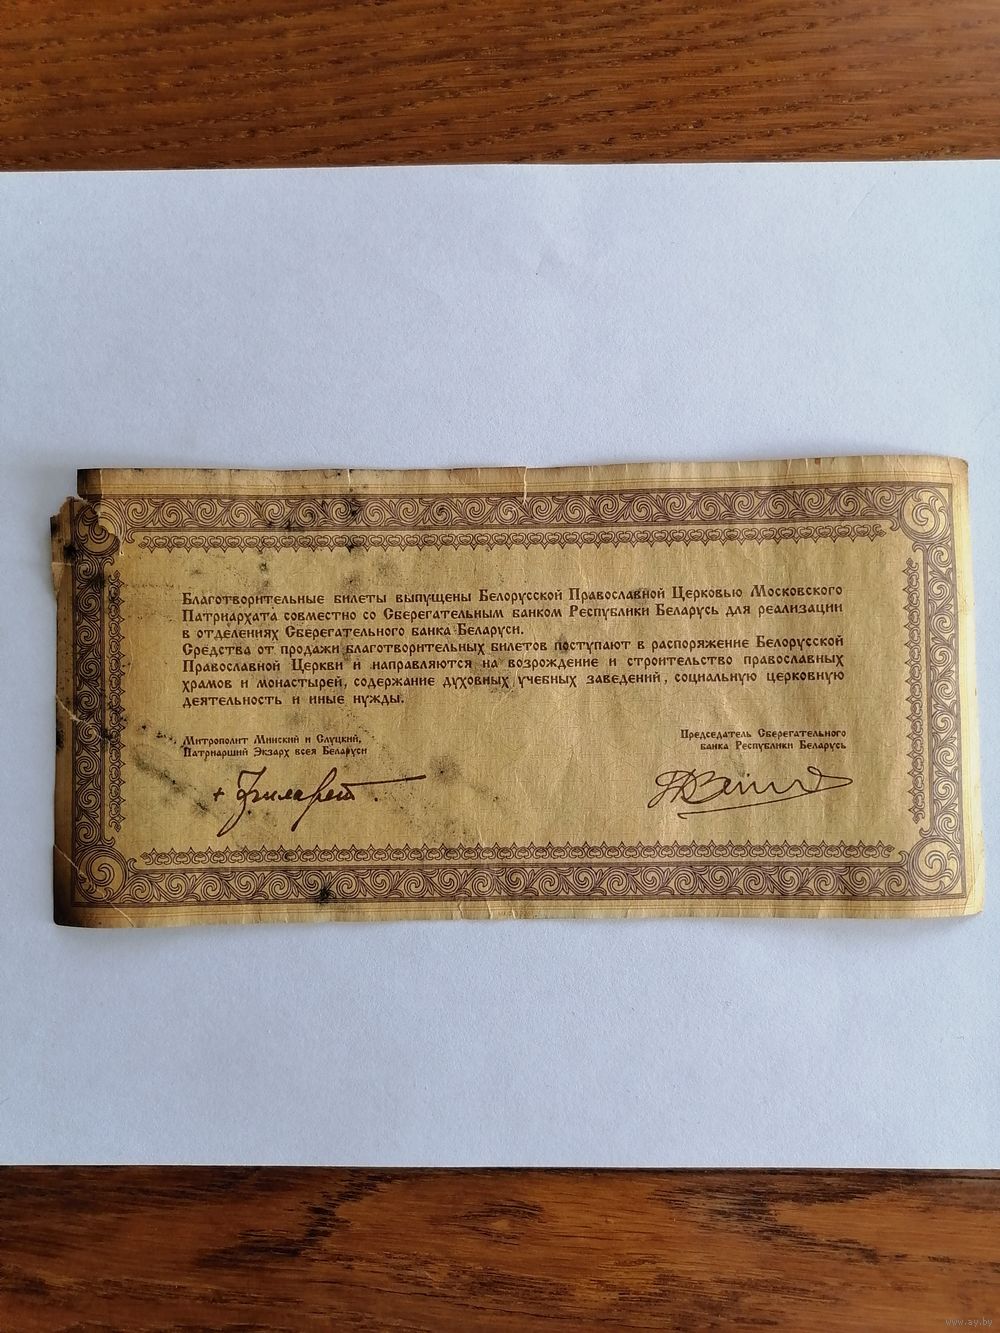 Благотворительные билеты выпущены Белорусской Православной Церковью Московского
Патриархата совместно со Сберегательным банком Республики Беларусь для реализации
в отделениях Сберегательного банка Беларуси.
Средства от продажи благотворительных билетов поступают в распоряжение Белорусской
Православной Церкви и направляются на возрождение и строительство православных
храмов и монастырей, содержание духовных учебных заведений, социальную церковную
деятельность и иные нужды.
Митрополит Минский и Слуцкий,
Патриарший Экзарх всея Беларуси
Председатель Сберегательного
банка Республики Беларусь
+ Филарет.
www.ay.by